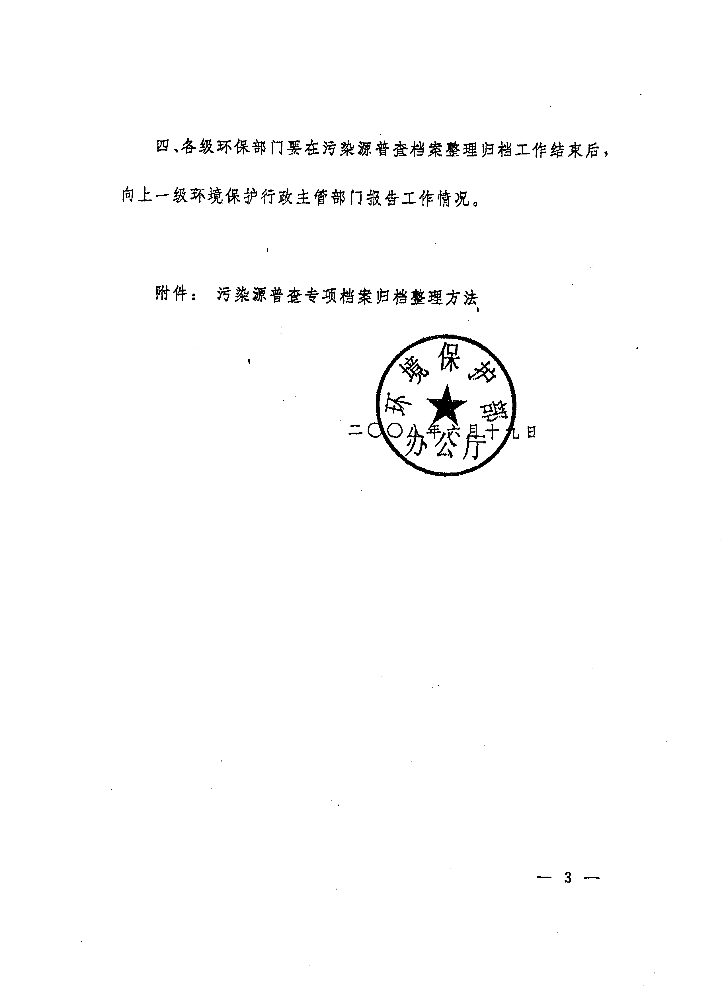 四、各级环保部门要在污染源普查档案整理归档工作结束后，
向上一级环境保护行政主管部门报告工作情况。
附件： 污染源普查专项档案归档整理方法
环境保护部
办公厅
二〇〇八年六月十九日
— 3 —